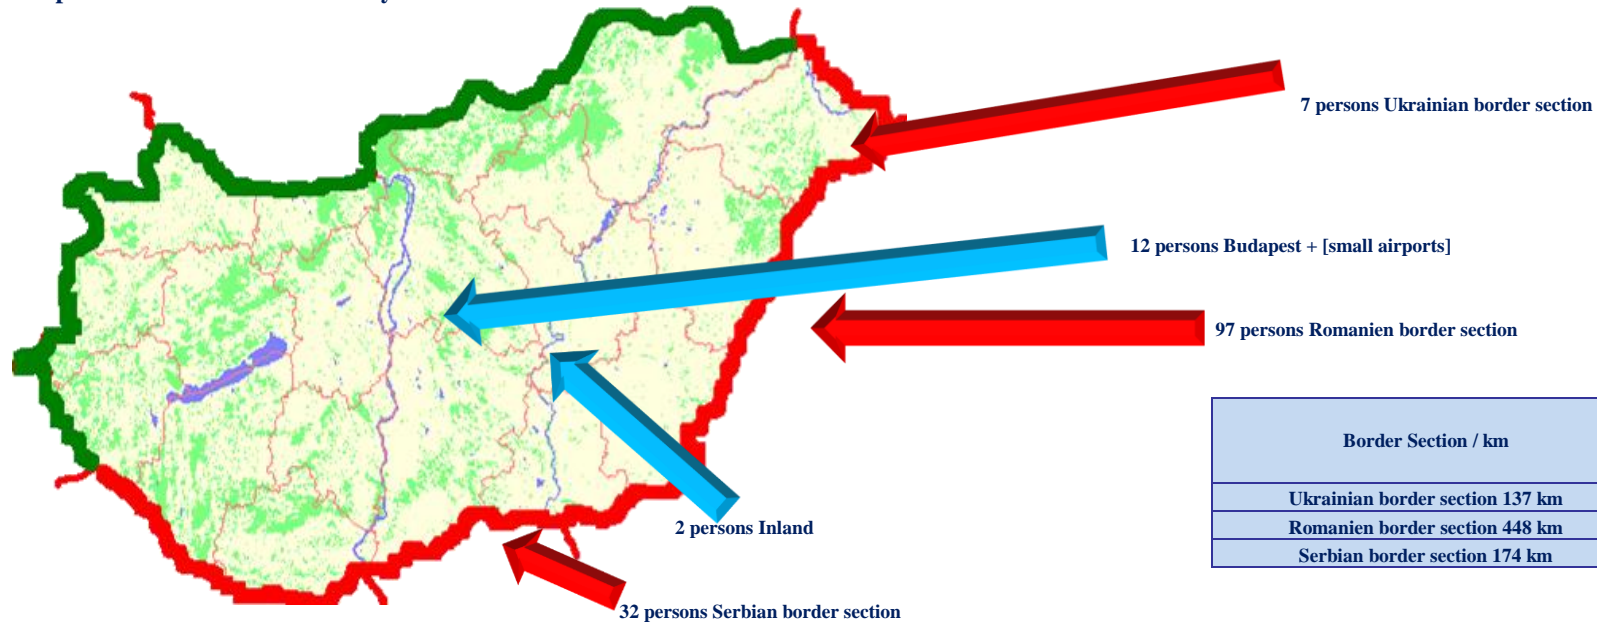 7 persons Ukrainian border section
12 persons Budapest + [small airports]
97 persons Romanien border section
Border Section / km
Ukrainian border section 137 km
Romanien border section 448 km
Serbian border section 174 km
2 persons Inland
32 persons Serbian border section